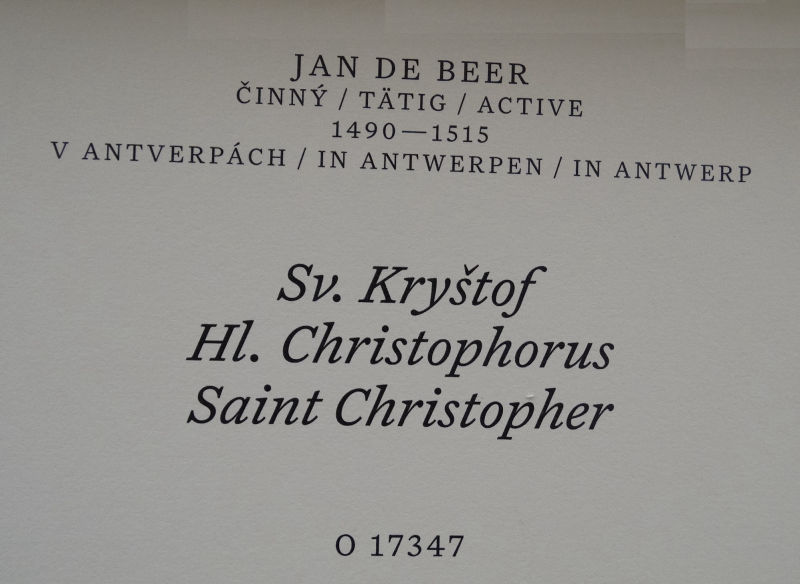 JAN DE BEER
ČINNÝ / TÄTIG / ACTIVE
1490—1515
V ANTVERPÁCH / IN ANTWERPEN / IN ANTWERP
Sv. Kryštof
Hl. Christophorus
Saint Christopher
O 17347